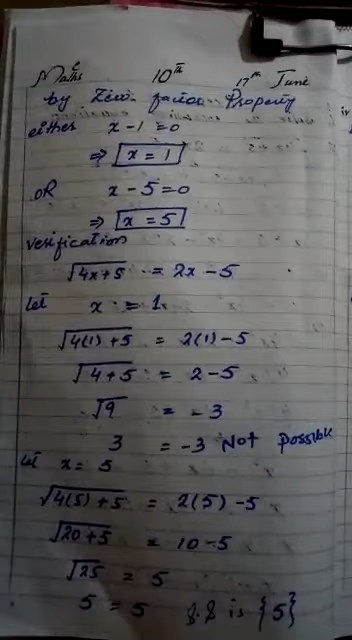 Maths 10th 17th June
by Zero factor Property
either x - 1 = 0
⇒ x = 1
OR x - 5 = 0
⇒ x = 5
verification
√4x+5 = 2x - 5
let x = 1
√4(1)+5 = 2(1) - 5
√4+5 = 2 - 5
√9 = - 3
3 = -3 Not Possible
let x = 5
√4(5)+5 = 2(5) - 5
√20+5 = 10 - 5
√25 = 5
5 = 5 S.S is {5}